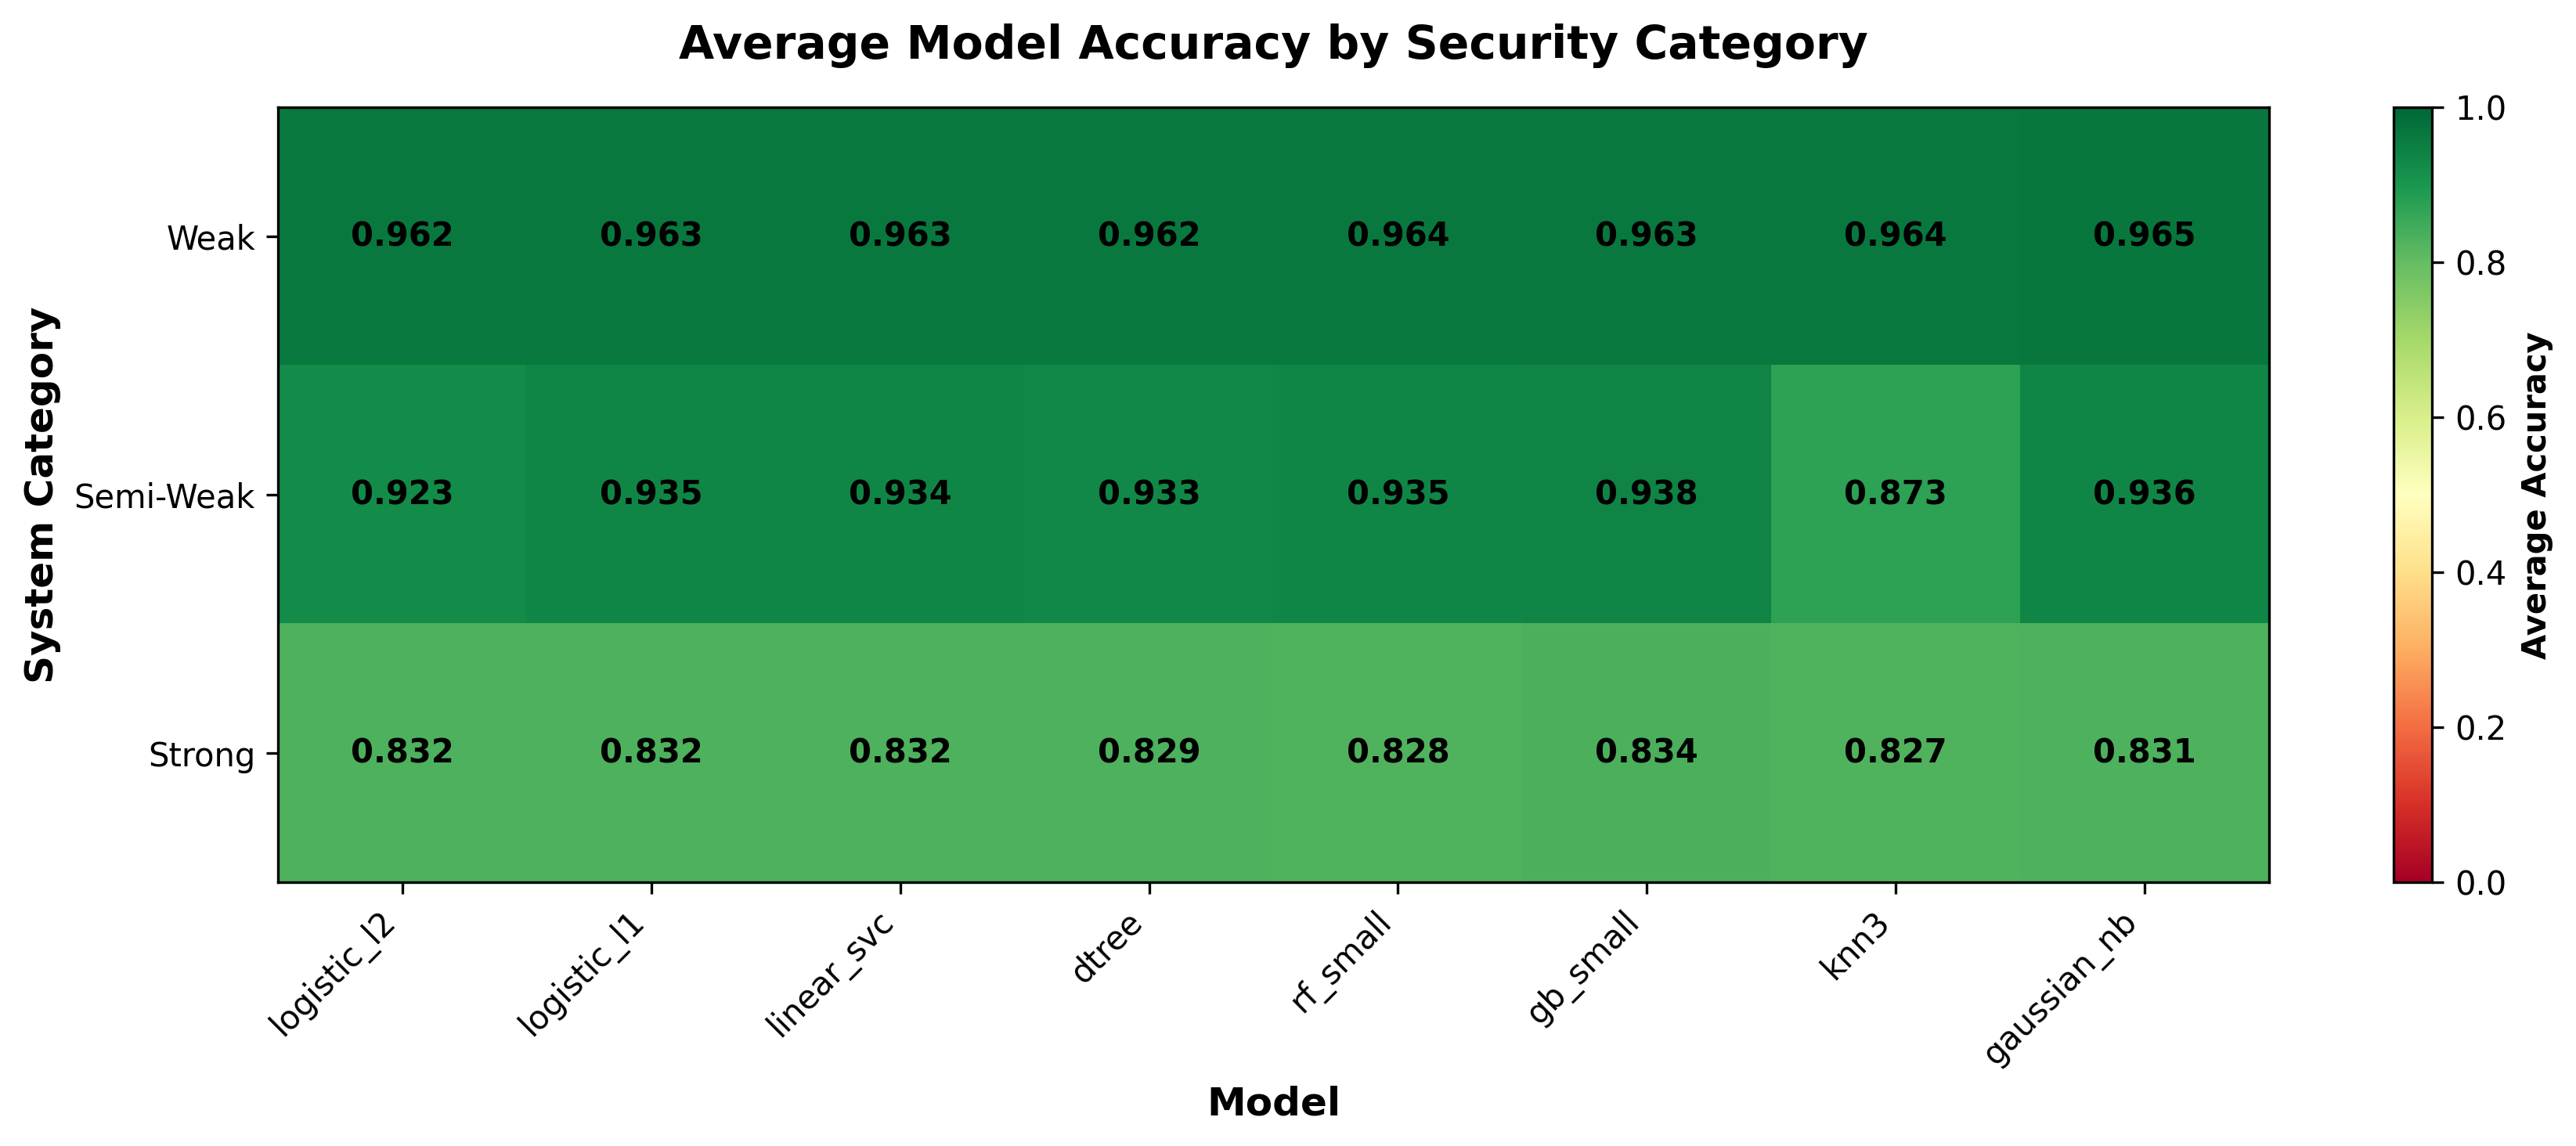 Average Model Accuracy by Security Category
System Category
Weak 0.962 0.963 0.963 0.962 0.964 0.963 0.964 0.965
Semi-Weak 0.923 0.935 0.934 0.933 0.935 0.938 0.873 0.936
Strong 0.832 0.832 0.832 0.829 0.828 0.834 0.827 0.831
logistic_l2 logistic_l1 linear_svc dtree rf_small gb_small knn3 gaussian_nb
Model
1.0
0.8
0.6
0.4
0.2
0.0
Average Accuracy